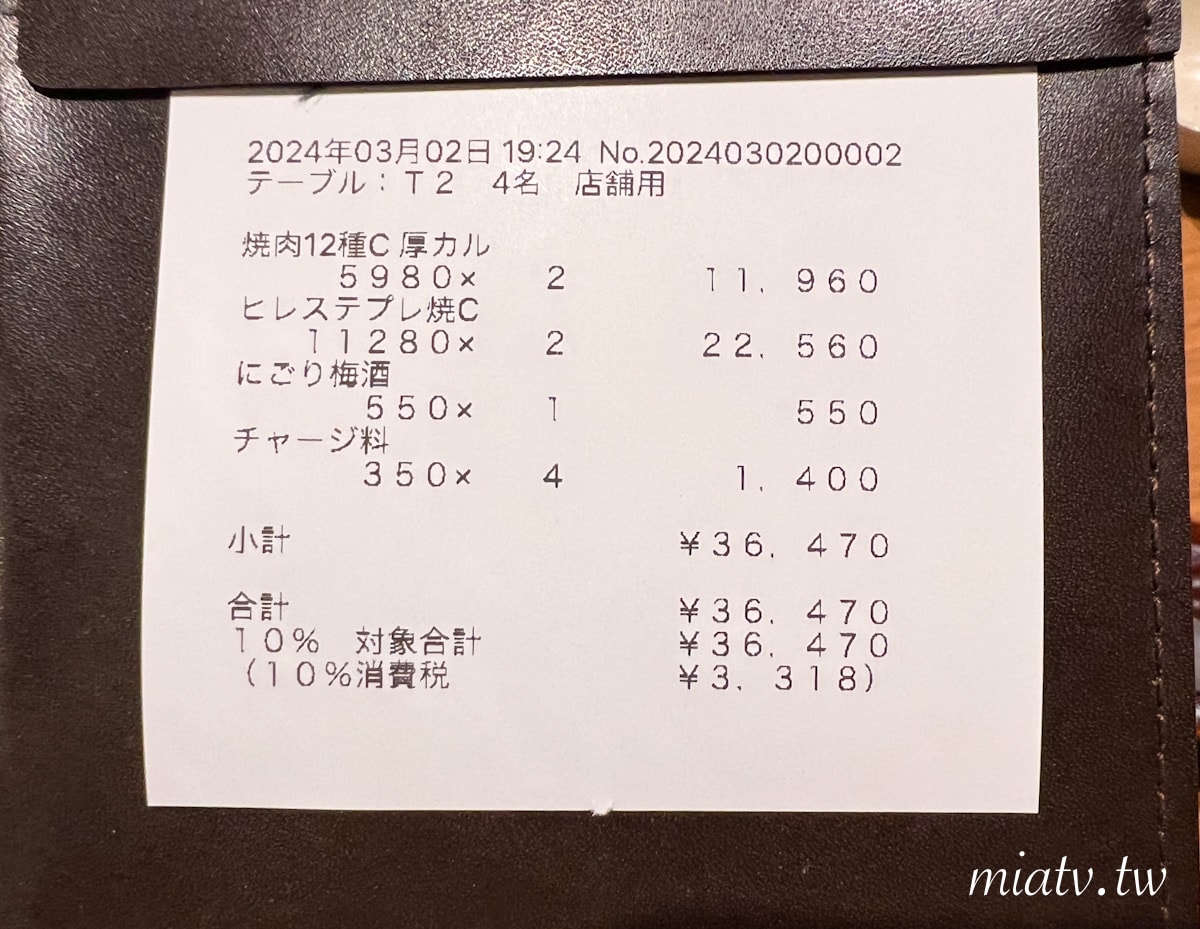 2024年03月02日 19:24 No.2024030200002
テーブル：T2 4名 店舗用
焼肉12種C 厚カル
5980× 2 11,960
ヒレステプレ焼C
11280× 2 22,560
にごり梅酒
550× 1 550
チャージ料
350× 4 1,400
小計 ¥36,470
合計 ¥36,470
10% 対象合計 ¥36,470
(10%消費税 ¥3,318)
miatv.tw